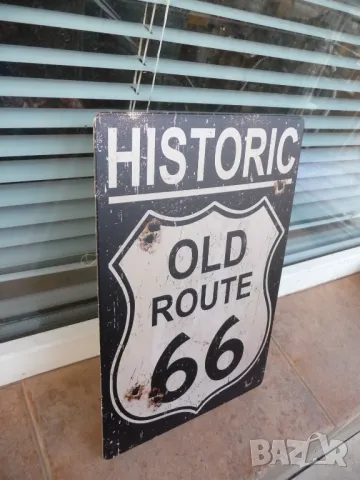 HISTORIC
OLD
ROUTE
66
BAZAR